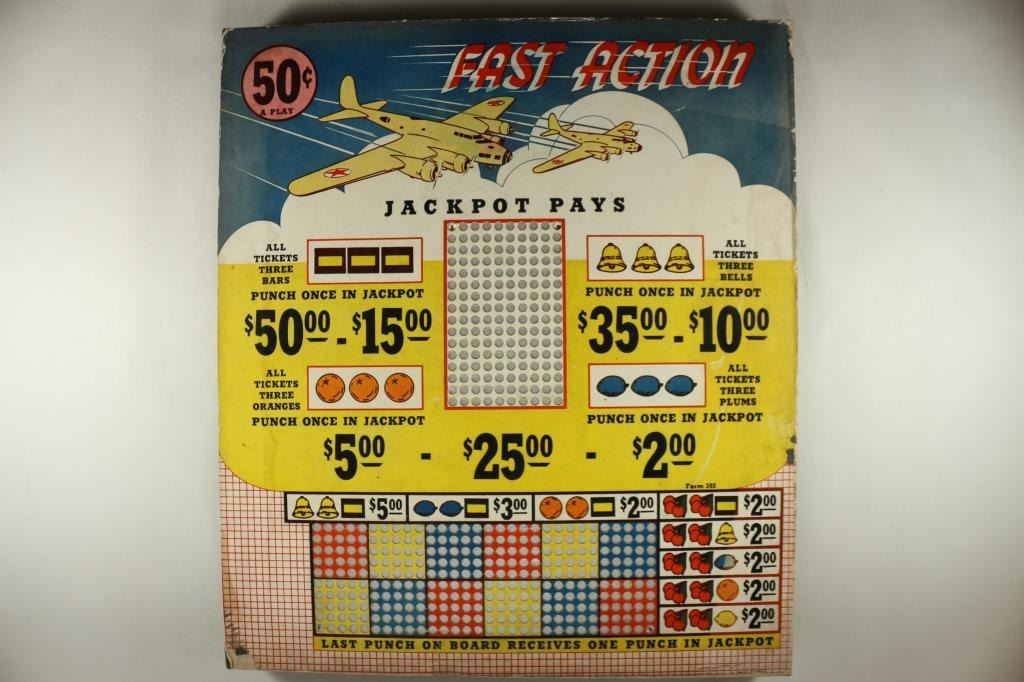 FAST ACTION
50¢
A PLAY
JACKPOT PAYS
ALL
TICKETS
THREE
BARS
PUNCH ONCE IN JACKPOT
$50 00 - $15 00
ALL
TICKETS
THREE
BELLS
PUNCH ONCE IN JACKPOT
$35 00 - $10 00
ALL
TICKETS
THREE
ORANGES
PUNCH ONCE IN JACKPOT
ALL
TICKETS
THREE
PLUMS
PUNCH ONCE IN JACKPOT
$5 00 - $25 00 - $2 00
Form 302
$5 00 $3 00 $2 00 $2 00
$2 00
$2 00
$2 00
$2 00
LAST PUNCH ON BOARD RECEIVES ONE PUNCH IN JACKPOT